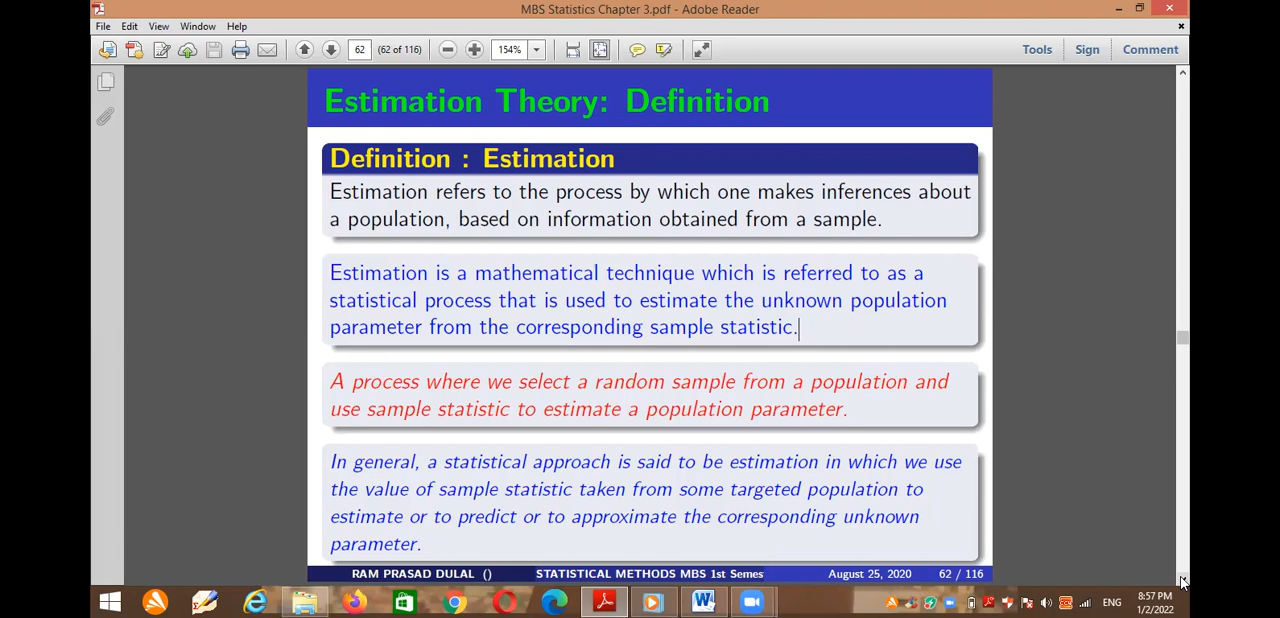 MBS Statistics Chapter 3.pdf - Adobe Reader
File Edit View Window Help
62 (62 of 116) 154% Tools Sign Comment
Estimation Theory: Definition
Definition : Estimation
Estimation refers to the process by which one makes inferences about
a population, based on information obtained from a sample.
Estimation is a mathematical technique which is referred to as a
statistical process that is used to estimate the unknown population
parameter from the corresponding sample statistic.
A process where we select a random sample from a population and
use sample statistic to estimate a population parameter.
In general, a statistical approach is said to be estimation in which we use
the value of sample statistic taken from some targeted population to
estimate or to predict or to approximate the corresponding unknown
parameter.
RAM PRASAD DULAL () STATISTICAL METHODS MBS 1st Semest August 25, 2020 62 / 116
ENG 8:57 PM
1/2/2022